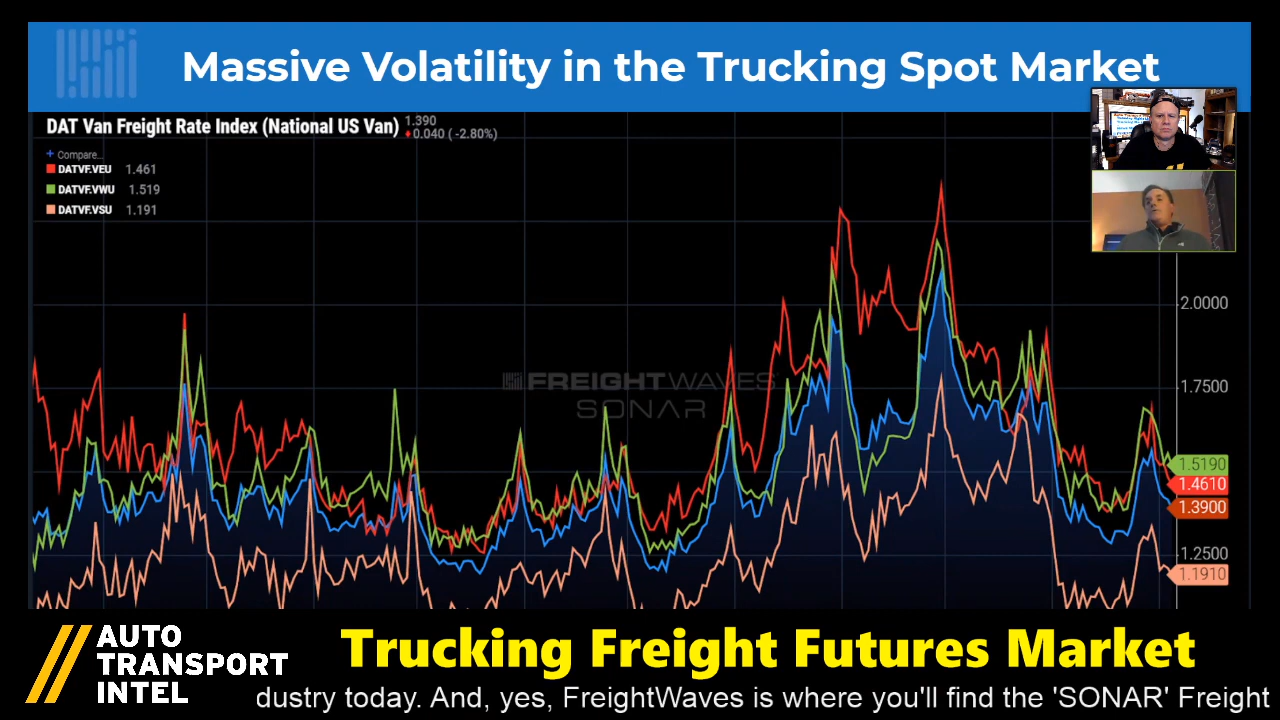 Massive Volatility in the Trucking Spot Market
DAT Van Freight Rate Index (National US Van) 1.390
0.040 ( -2.80%)
+ Compare...
DATVF.VEU 1.461
DATVF.VWU 1.519
DATVF.VSU 1.191
2.0000
1.7500
1.5190
1.4610
1.3900
1.2500
1.1910
FREIGHTWAVES
SONAR
AUTO
TRANSPORT
INTEL
Trucking Freight Futures Market
dustry today. And, yes, FreightWaves is where you'll find the 'SONAR' Freight